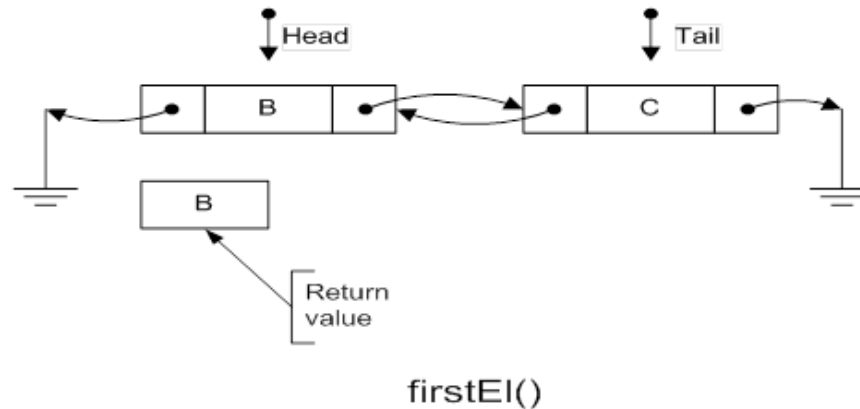 Head
Tail
B
C
B
Return
value
firstEl()